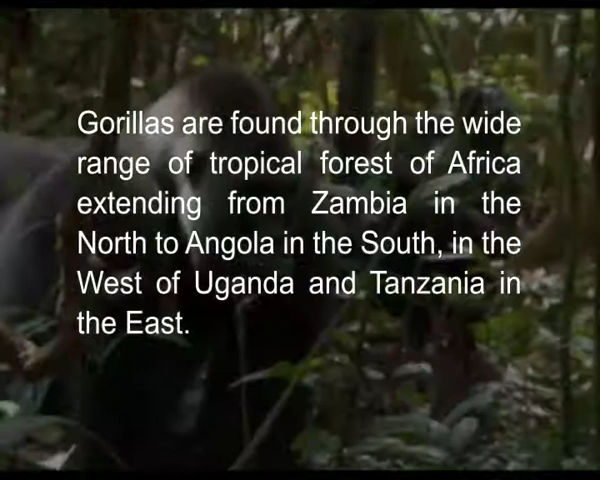 Gorillas are found through the wide
range of tropical forest of Africa
extending from Zambia in the
North to Angola in the South, in the
West of Uganda and Tanzania in
the East.